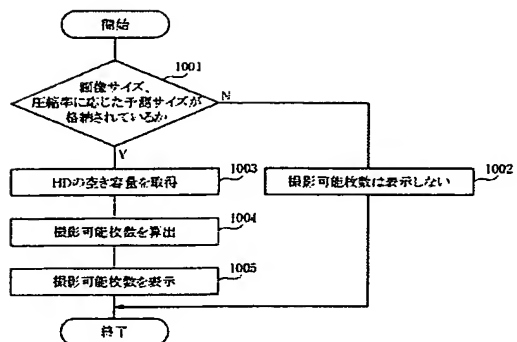 開始
1001
画像サイズ、
圧縮率に応じた予測サイズが
格納されているか
N
Y
1003
HDの空き容量を取得
1002
撮影可能枚数は表示しない
1004
撮影可能枚数を算出
1005
撮影可能枚数を表示
終了